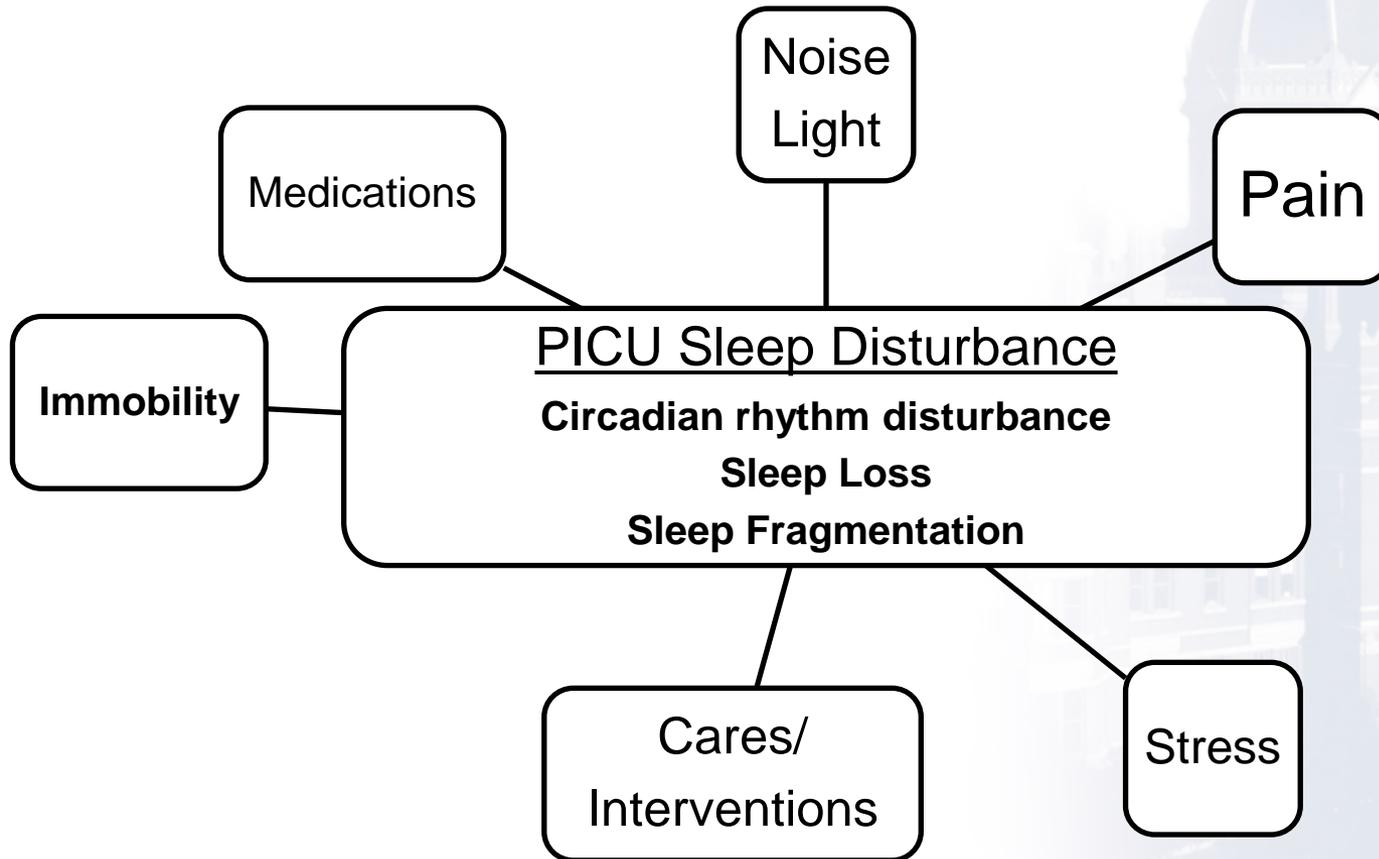 Noise
Light
Medications
Pain
Immobility
PICU Sleep Disturbance
Circadian rhythm disturbance
Sleep Loss
Sleep Fragmentation
Cares/
Interventions
Stress